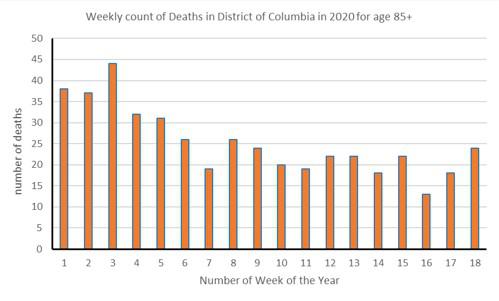 Weekly count of Deaths in District of Columbia in 2020 for age 85+
number of deaths
50
45
40
35
30
25
20
15
10
5
0
1 2 3 4 5 6 7 8 9 10 11 12 13 14 15 16 17 18
Number of Week of the Year